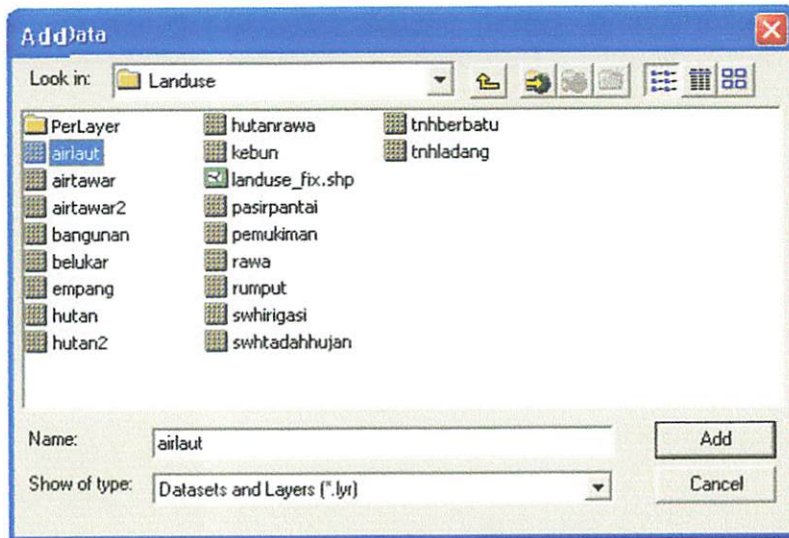 Add Data
Look in: Landuse
PerLayer
airlaut
airtawar
airtawar2
bangunan
belukar
empang
hutan
hutan2
hutanrawa
kebun
landuse_fix.shp
pasirpantai
pemukiman
rawa
rumput
swhirigasi
swhtadahhujan
tnhberbatu
tnhladang
Name: airlaut
Add
Show of type: Datasets and Layers (*.lyr)
Cancel